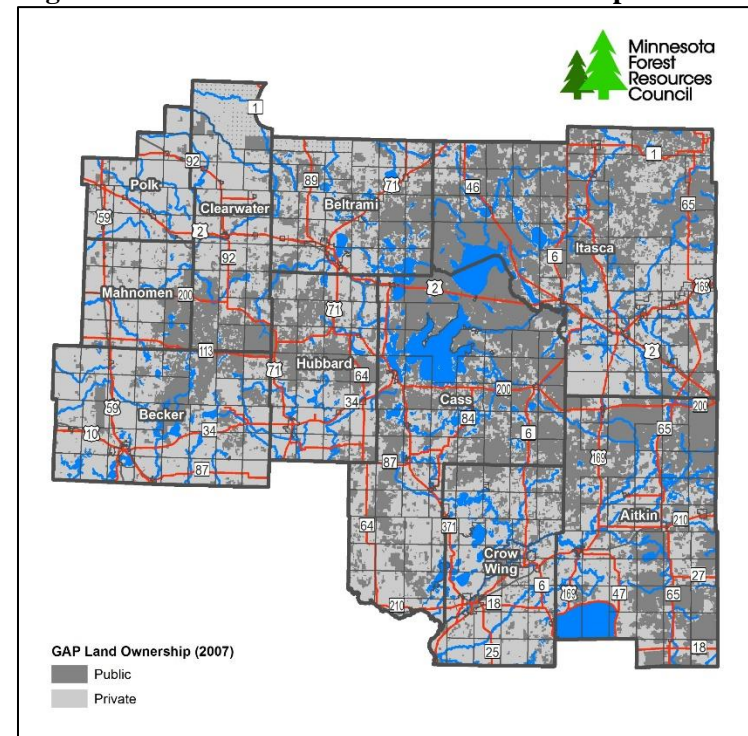 Minnesota
Forest
Resources
Council
1
92
Polk
89
71
46
1
59
Clearwater
Beltrami
65
2
6
Itasca
92
Mahnomen
200
2
169
71
113
Hubbard
2
71
64
200
Cass
200
Becker
59
34
84
65
10
34
6
169
87
87
Aitkin
210
64
371
Crow
Wing
27
6
169
47
65
210
18
18
25
GAP Land Ownership (2007)
Public
Private